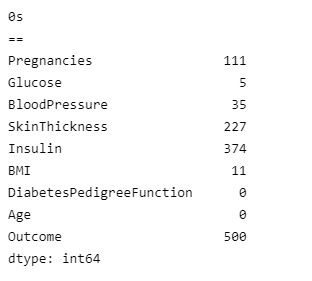 0s
==
Pregnancies 111
Glucose 5
BloodPressure 35
SkinThickness 227
Insulin 374
BMI 11
DiabetesPedigreeFunction 0
Age 0
Outcome 500
dtype: int64